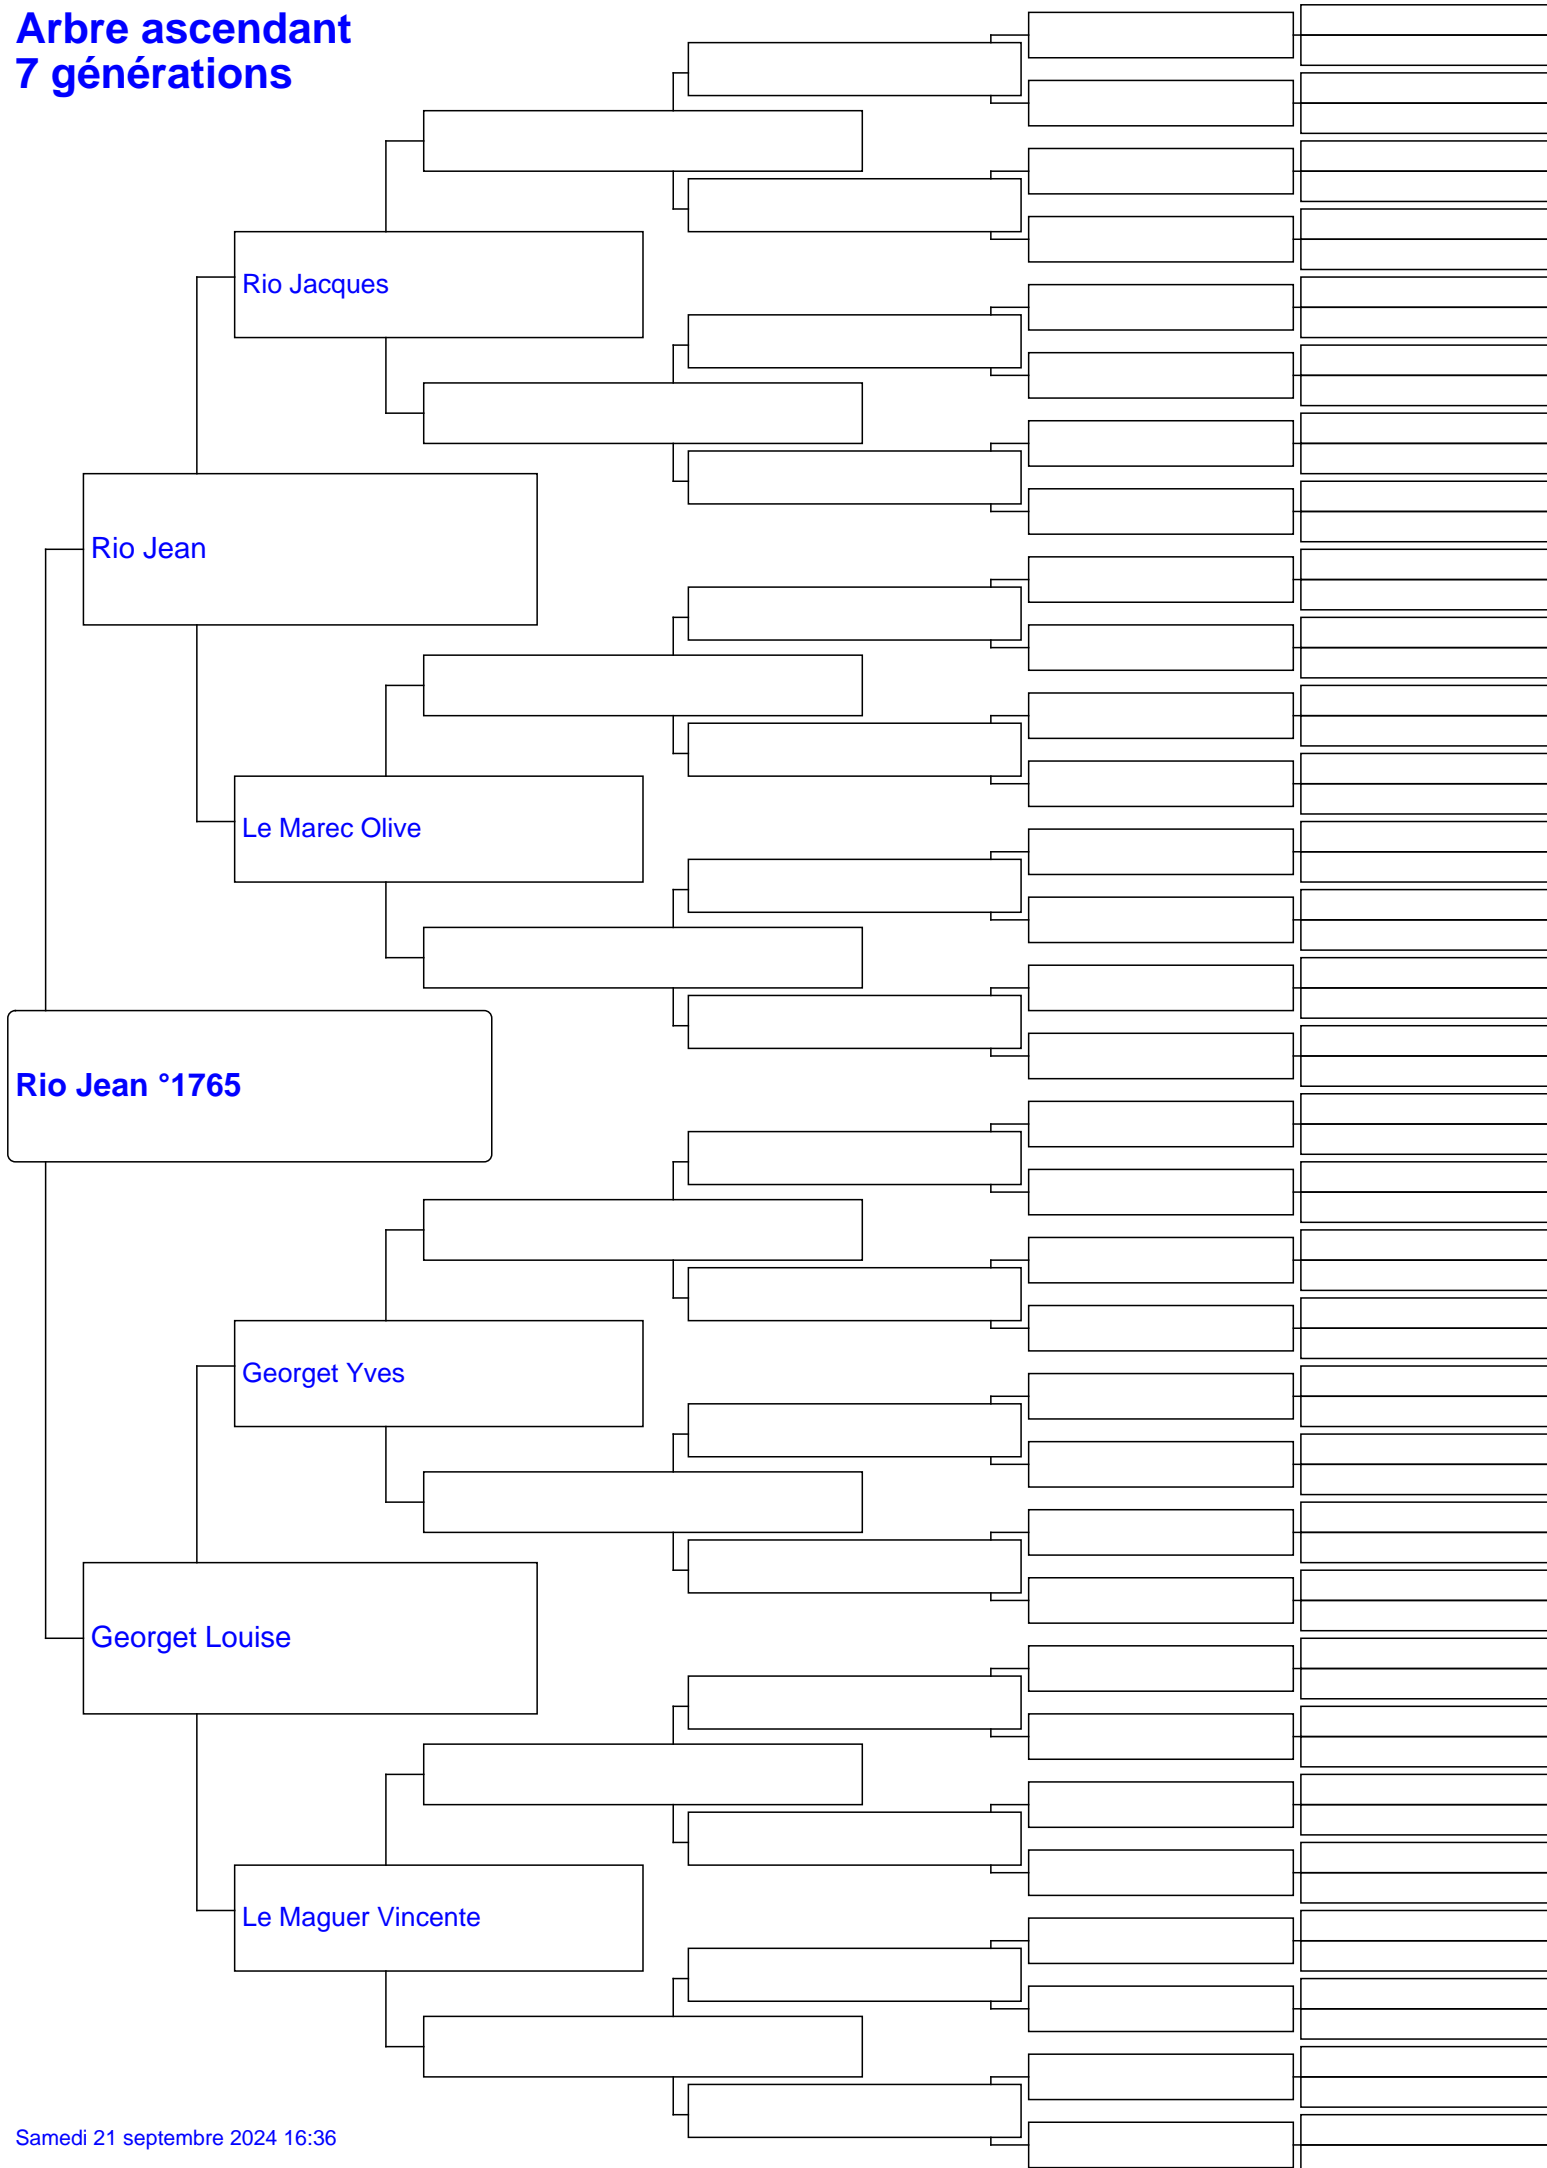 Arbre ascendant
7 générations
Rio Jacques
Rio Jean
Le Marec Olive
Rio Jean °1765
Georget Yves
Georget Louise
Le Maguer Vincente
Samedi 21 septembre 2024 16:36